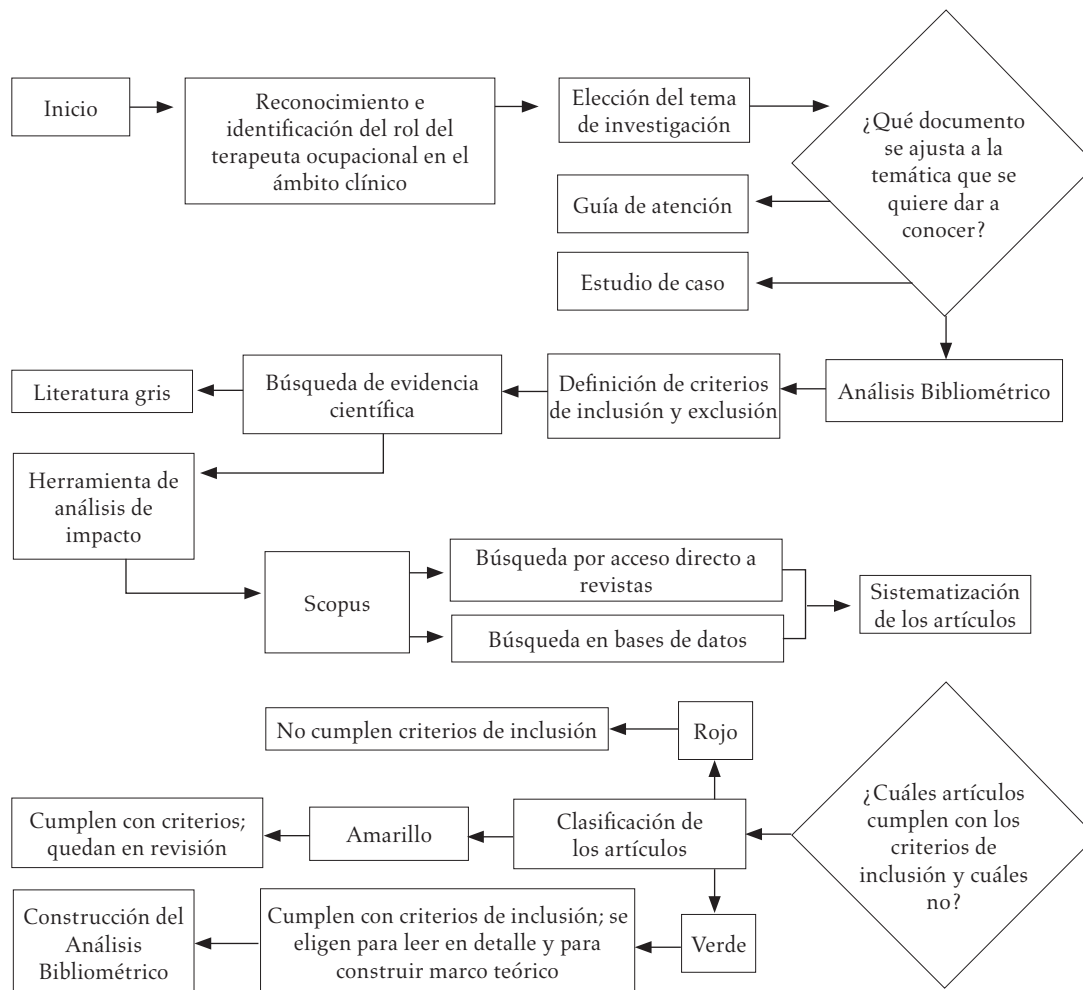 Inicio
Reconocimiento e
identificación del rol del
terapeuta ocupacional en el
ámbito clínico
Elección del tema
de investigación
¿Qué documento
se ajusta a la
temática que se
quiere dar a
conocer?
Guía de atención
Estudio de caso
Análisis Bibliométrico
Definición de criterios
de inclusión y exclusión
Búsqueda de evidencia
científica
Literatura gris
Herramienta de
análisis de
impacto
Scopus
Búsqueda por acceso directo a
revistas
Búsqueda en bases de datos
Sistematización
de los artículos
¿Cuáles artículos
cumplen con los
criterios de
inclusión y cuáles
no?
Clasificación de
los artículos
Rojo
No cumplen criterios de inclusión
Amarillo
Cumplen con criterios;
quedan en revisión
Verde
Cumplen con criterios de inclusión; se
eligen para leer en detalle y para
construir marco teórico
Construcción del
Análisis
Bibliométrico